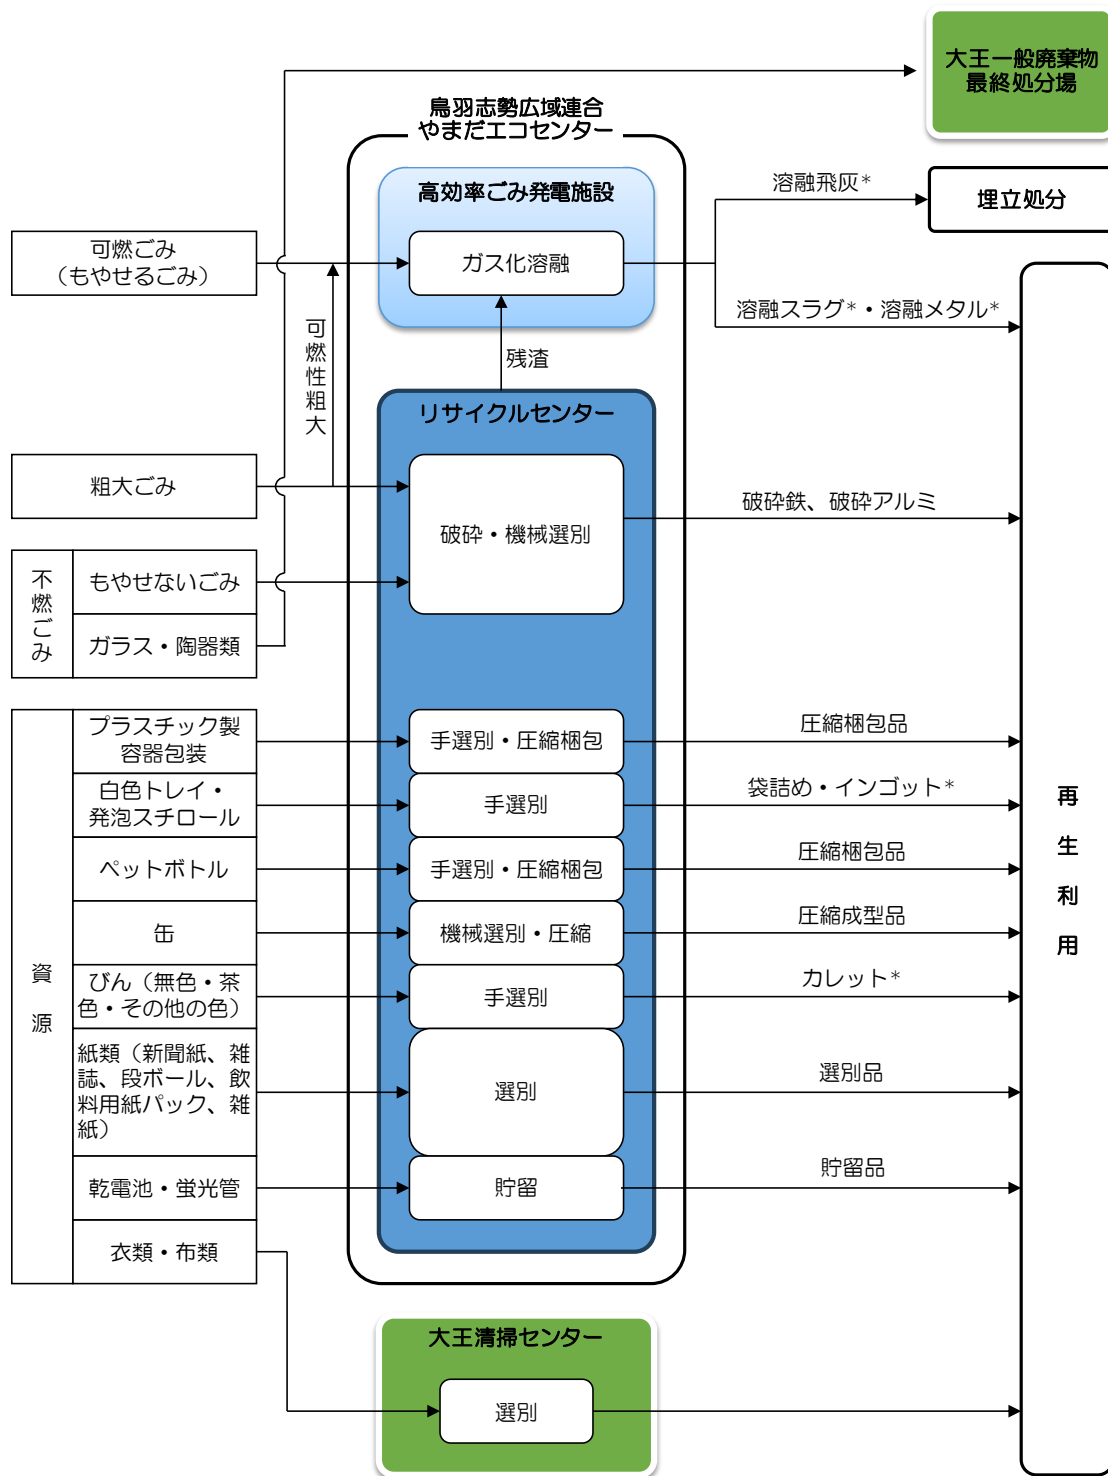 大王一般廃棄物
最終処分場
鳥羽志勢広域連合
やまだエコセンター
高効率ごみ発電施設
溶融飛灰*
埋立処分
可燃ごみ
（もやせるごみ）
ガス化溶融
溶融スラグ*・溶融メタル*
可燃性粗大
残渣
リサイクルセンター
粗大ごみ
破砕・機械選別
破砕鉄、破砕アルミ
不燃ごみ
もやせないごみ
ガラス・陶器類
資源
プラスチック製
容器包装
手選別・圧縮梱包
圧縮梱包品
白色トレイ・
発泡スチロール
手選別
袋詰め・インゴット*
再生利用
ペットボトル
手選別・圧縮梱包
圧縮梱包品
缶
機械選別・圧縮
圧縮成型品
びん（無色・茶
色・その他の色）
手選別
カレット*
紙類（新聞紙、雑
誌、段ボール、飲
料用紙パック、雑
紙）
選別
選別品
乾電池・蛍光管
貯留
貯留品
衣類・布類
大王清掃センター
選別